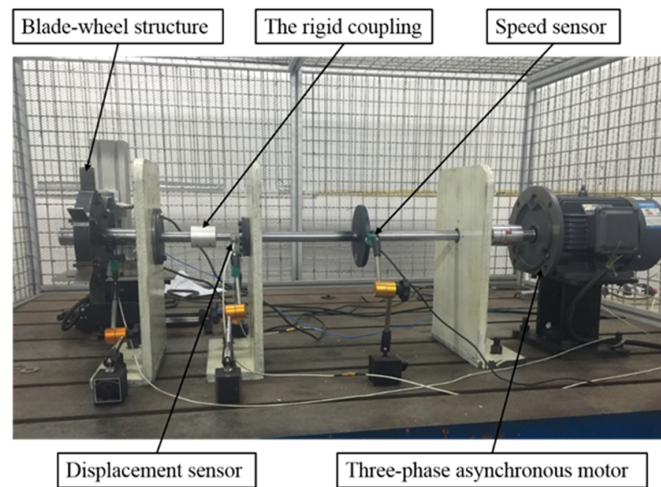 Blade-wheel structure
The rigid coupling
Speed sensor
Displacement sensor
Three-phase asynchronous motor